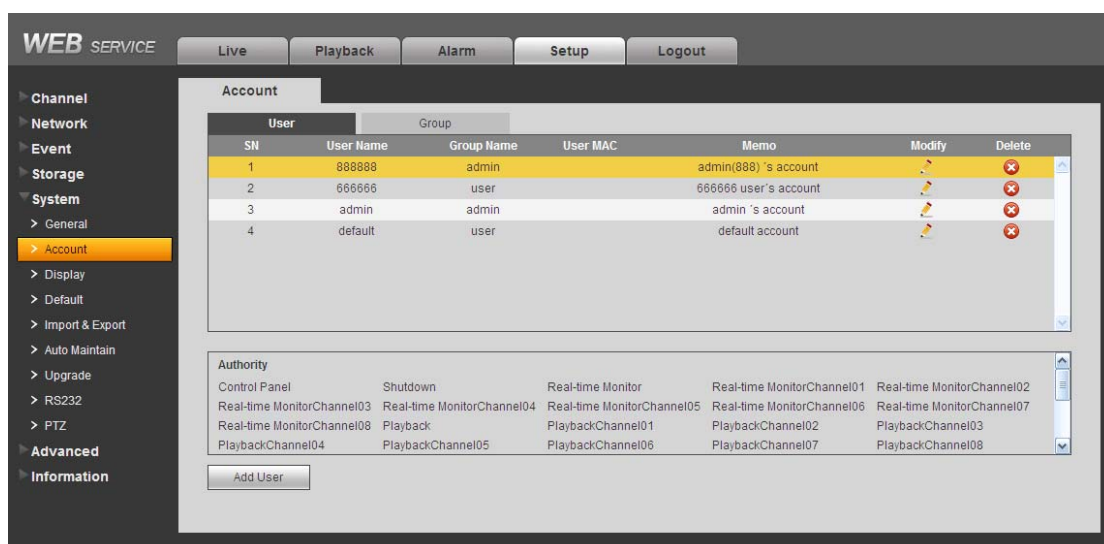 WEB SERVICE
Live Playback Alarm Setup Logout
Channel
Network
Event
Storage
System
> General
> Account
> Display
> Default
> Import & Export
> Auto Maintain
> Upgrade
> RS232
> PTZ
Advanced
Information
Account
User Group
SN User Name Group Name User MAC Memo Modify Delete
1 888888 admin admin(888) ´s account
2 666666 user 666666 user´s account
3 admin admin admin ´s account
4 default user default account
Authority
Control Panel Shutdown Real-time Monitor Real-time MonitorChannel01 Real-time MonitorChannel02
Real-time MonitorChannel03 Real-time MonitorChannel04 Real-time MonitorChannel05 Real-time MonitorChannel06 Real-time MonitorChannel07
Real-time MonitorChannel08 Playback PlaybackChannel01 PlaybackChannel02 PlaybackChannel03
PlaybackChannel04 PlaybackChannel05 PlaybackChannel06 PlaybackChannel07 PlaybackChannel08
Add User